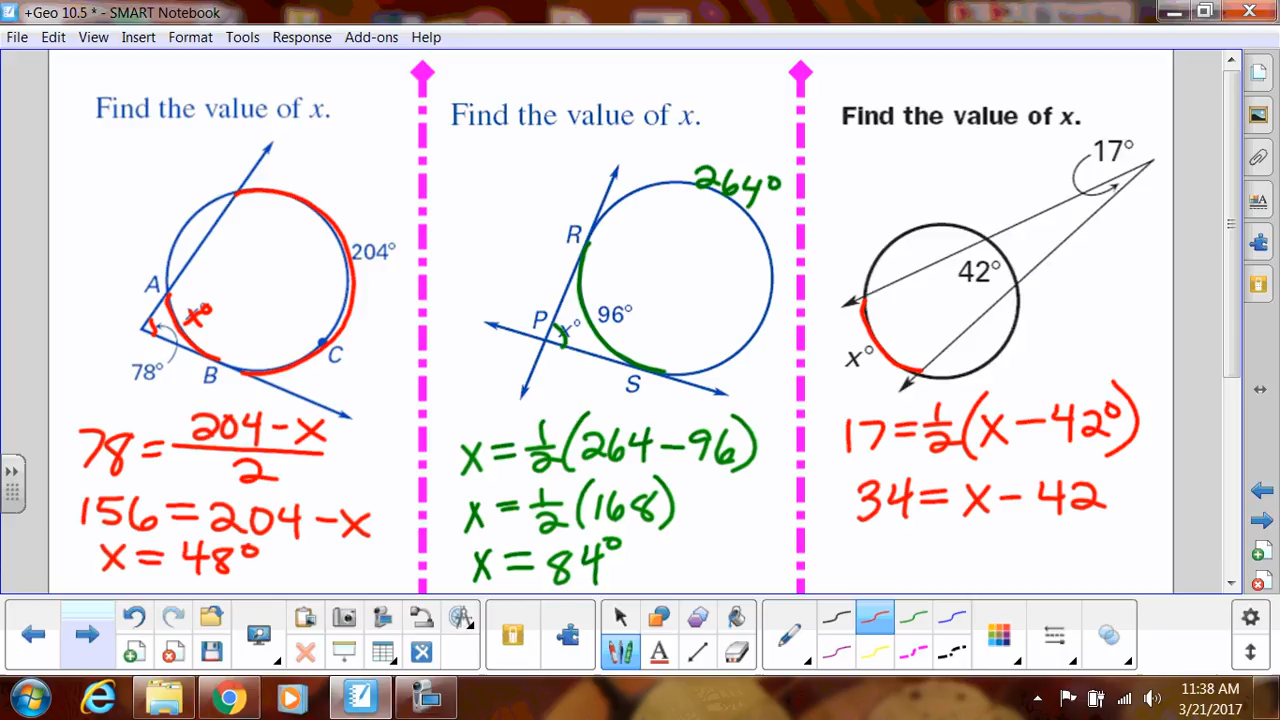 +Geo 10.5 * - SMART Notebook
File Edit View Insert Format Tools Response Add-ons Help
Find the value of x.
204°
A
x°
78°
B
C
78 = 204 - x / 2
156 = 204 - x
x = 48°
Find the value of x.
264°
R
96°
P
x°
S
x = 1/2 (264 - 96)
x = 1/2 (168)
x = 84°
Find the value of x.
17°
42°
x°
17 = 1/2 (x - 42°)
34 = x - 42
A
11:38 AM
3/21/2017